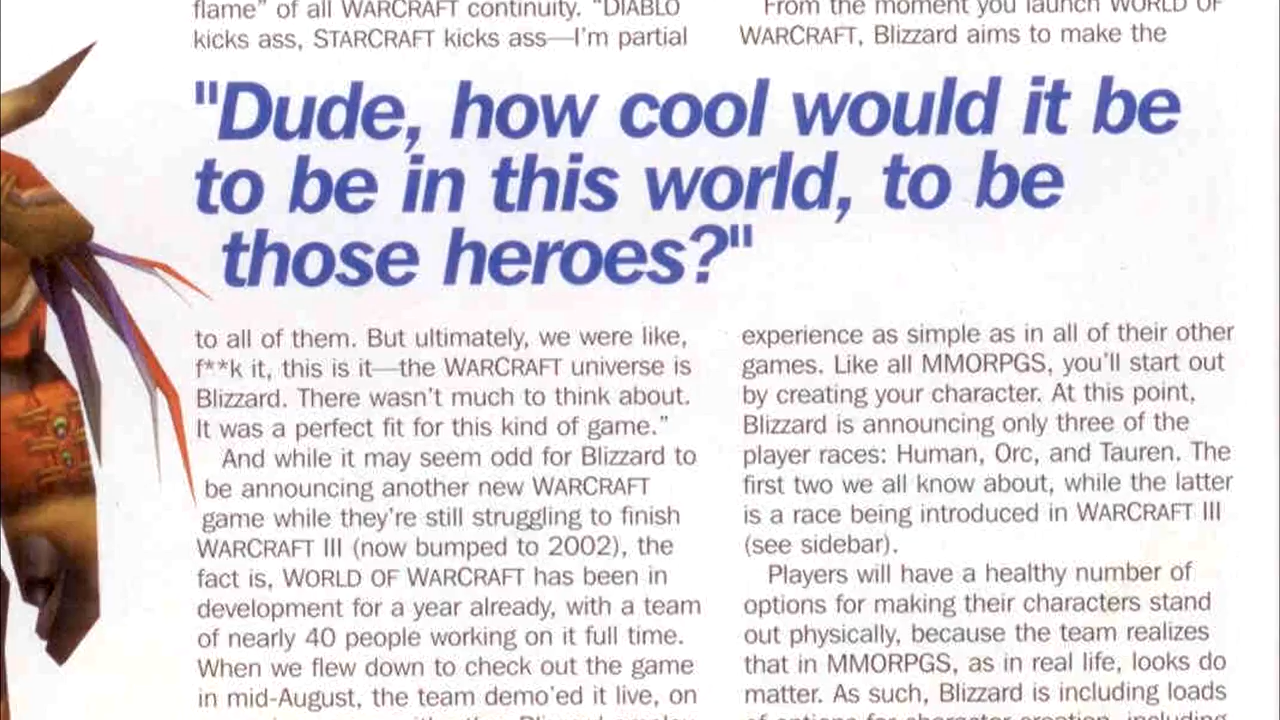 flame” of all WARCRAFT continuity. “DIABLO
kicks ass, STARCRAFT kicks ass—I'm partial
"Dude, how cool would it be
to be in this world, to be
those heroes?"
to all of them. But ultimately, we were like,
f**k it, this is it—the WARCRAFT universe is
Blizzard. There wasn't much to think about.
It was a perfect fit for this kind of game.”
And while it may seem odd for Blizzard to
be announcing another new WARCRAFT
game while they're still struggling to finish
WARCRAFT III (now bumped to 2002), the
fact is, WORLD OF WARCRAFT has been in
development for a year already, with a team
of nearly 40 people working on it full time.
When we flew down to check out the game
in mid-August, the team demo'ed it live, on
From the moment you launch WORLD OF
WARCRAFT, Blizzard aims to make the
experience as simple as in all of their other
games. Like all MMORPGS, you'll start out
by creating your character. At this point,
Blizzard is announcing only three of the
player races: Human, Orc, and Tauren. The
first two we all know about, while the latter
is a race being introduced in WARCRAFT III
(see sidebar).
Players will have a healthy number of
options for making their characters stand
out physically, because the team realizes
that in MMORPGS, as in real life, looks do
matter. As such, Blizzard is including loads
of options for character creation, including